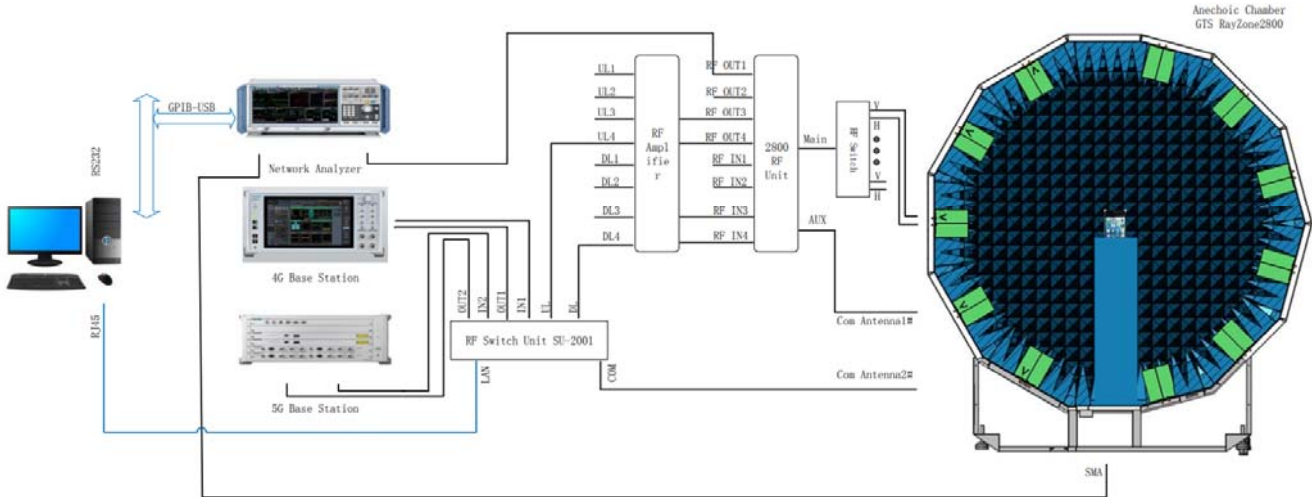 Anechoic Chamber
GTS RayZone2800
GPIB-USB
RS232
Network Analyzer
4G Base Station
5G Base Station
RJ45
OUT2
IN2
OUT1
IN1
UL
DL
RF Switch Unit SU-2001
LAN
COM
UL1
UL2
UL3
UL4
DL1
DL2
DL3
DL4
RF
Ampl
ifie
r
RF OUT1
RF OUT2
RF OUT3
RF OUT4
RF IN1
RF IN2
RF IN3
RF IN4
2800
RF
Unit
Main
AUX
RF Switch
V
H
V
H
Com Antenna1#
Com Antenna2#
SMA